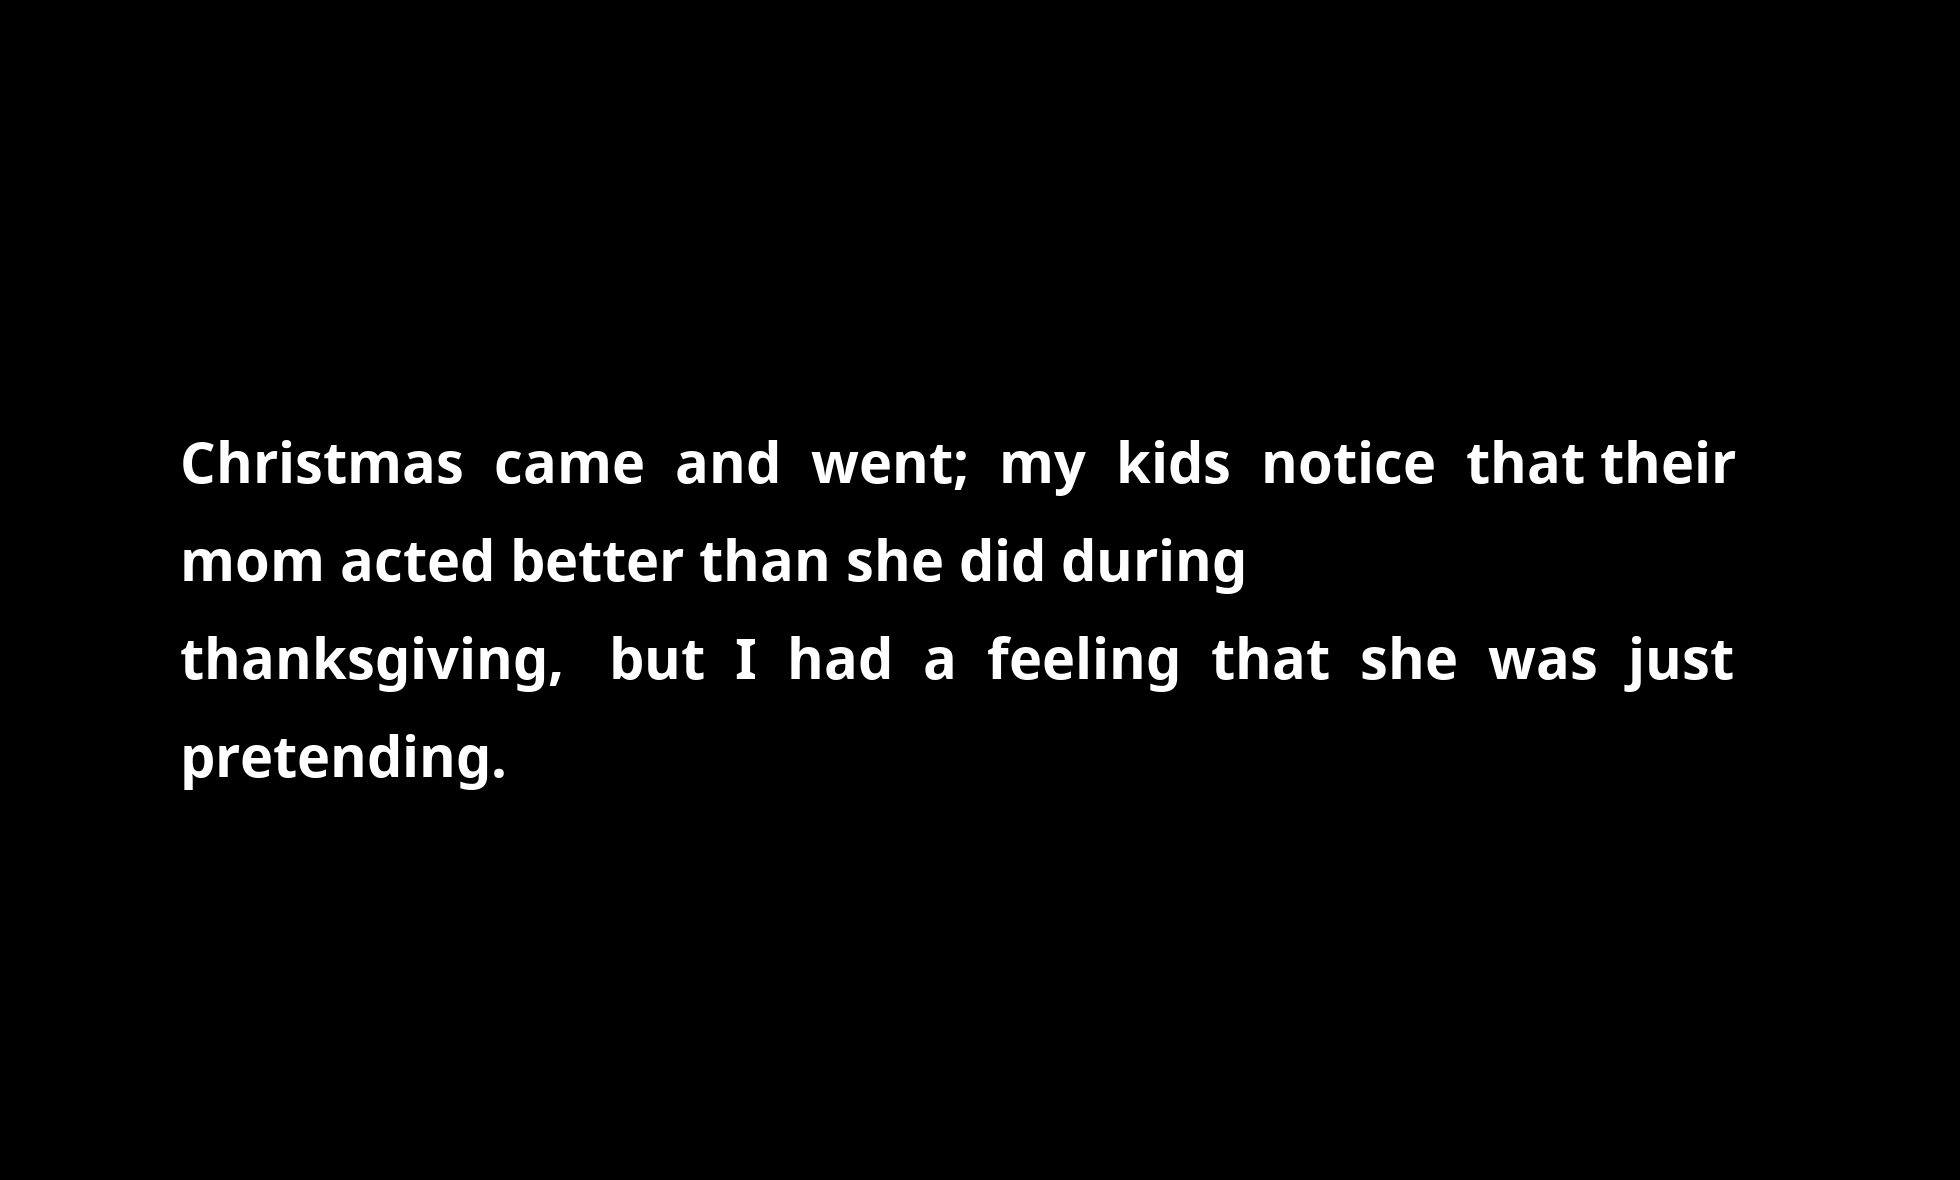 Christmas came and went; my kids notice that their
mom acted better than she did during
thanksgiving, but I had a feeling that she was just
pretending.